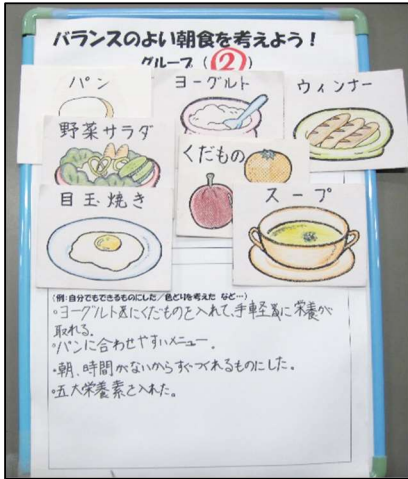 バランスのよい朝食を考えよう！
グループ（②）
パン
ヨーグルト
ウィンナー
野菜サラダ
くだもの
目玉焼き
スープ
（例：自分でもできるものにした／色どりを考えた など…）
・ヨーグルトにくだものを入れて、手軽に栄養が
取れる。
・パンに合わせやすいメニュー。
・朝、時間がないからすぐつくれるものにした。
・五大栄養素を入れた。